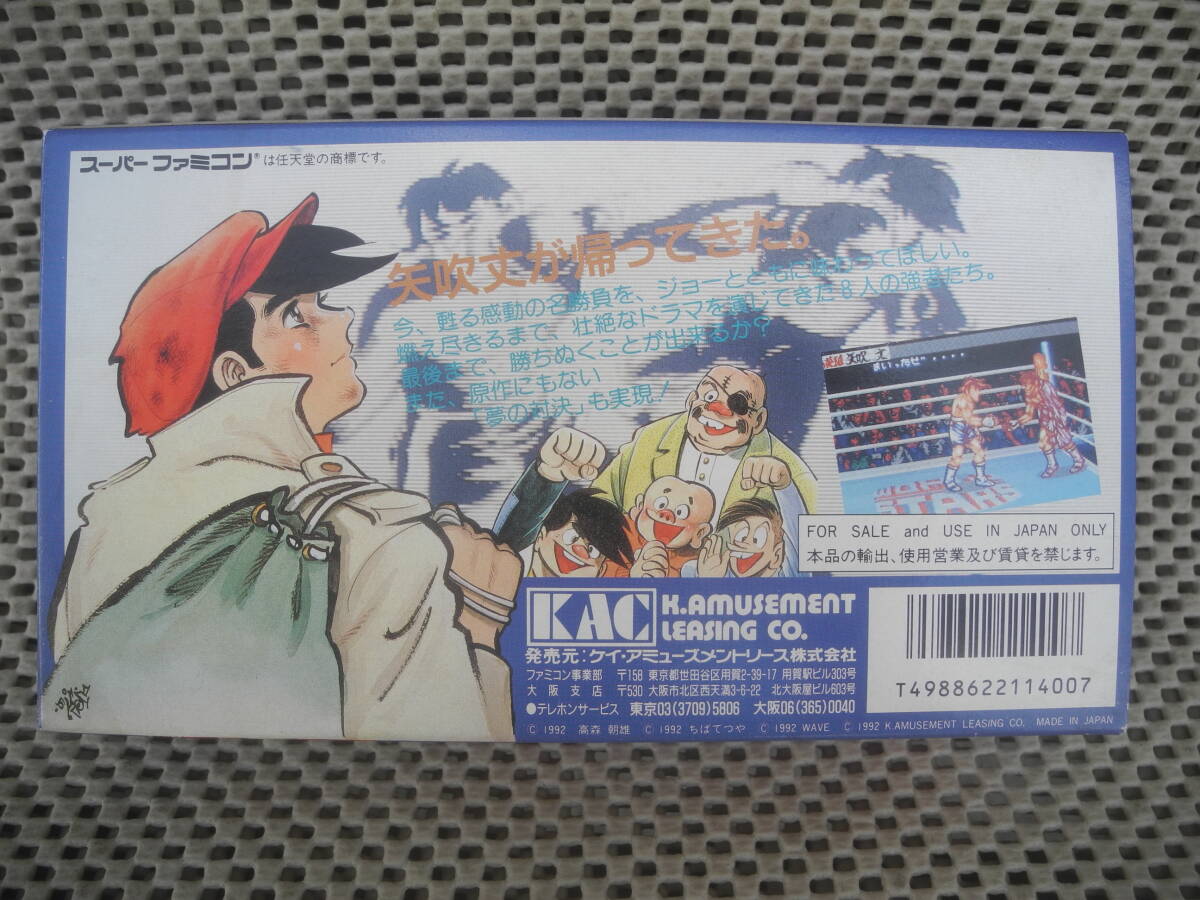 スーパーファミコン®は任天堂の商標です。
矢吹丈が帰ってきた。
今、甦る感動の名勝負を、ジョーとともに味わってほしい。
燃え尽きるまで、壮絶なドラマを演じてきた8人の強者たち。
最後まで、勝ちぬくことが出来るか?
また、原作にもない
「夢の対決」も実現!
矢吹 丈
FOR SALE and USE IN JAPAN ONLY
本品の輸出、使用営業及び賃貸を禁じます。
KAC
K.AMUSEMENT
LEASING CO.
発売元:ケイ・アミューズメントリース株式会社
ファミコン事業部 〒158 東京都世田谷区用賀2-39-17 用賀駅ビル303号
大阪支店 〒530 大阪市北区西天満3-6-22 北大阪屋ビル603号
●テレホンサービス 東京03(3709)5806 大阪06(365)0040
T4988622114007
© 1992 高森 朝雄 © 1992 ちばてつや © 1992 WAVE © 1992 K.AMUSEMENT LEASING CO. MADE IN JAPAN